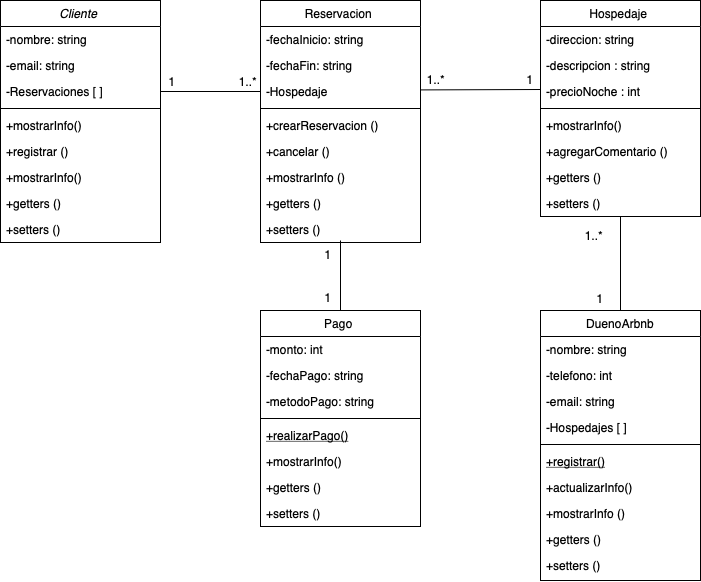 Cliente
-nombre: string
-email: string
-Reservaciones [ ]
+mostrarInfo()
+registrar ()
+mostrarInfo()
+getters ()
+setters ()
1
1..*
Reservacion
-fechaInicio: string
-fechaFin: string
-Hospedaje
+crearReservacion ()
+cancelar ()
+mostrarInfo ()
+getters ()
+setters ()
1..*
1
Hospedaje
-direccion: string
-descripcion : string
-precioNoche : int
+mostrarInfo()
+agregarComentario ()
+getters ()
+setters ()
1
1
Pago
-monto: int
-fechaPago: string
-metodoPago: string
+realizarPago()
+mostrarInfo()
+getters ()
+setters ()
1..*
1
DuenoArbnb
-nombre: string
-telefono: int
-email: string
-Hospedajes [ ]
+registrar()
+actualizarInfo()
+mostrarInfo ()
+getters ()
+setters ()